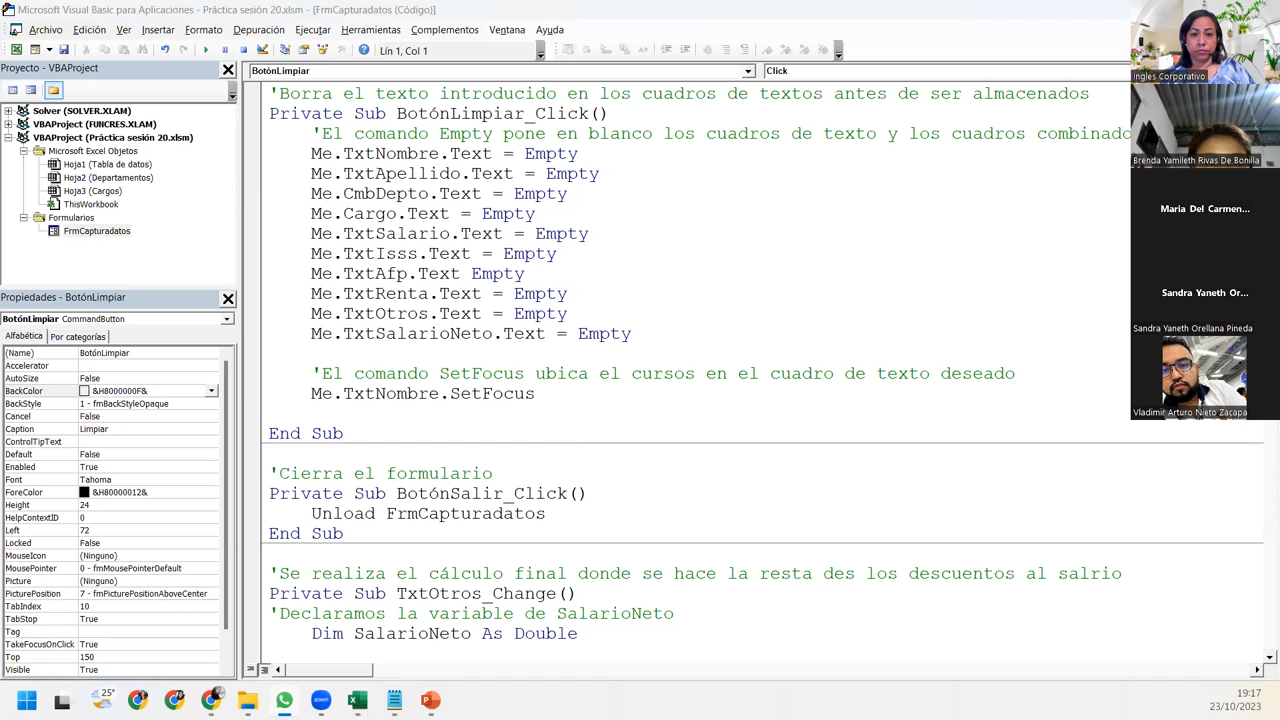 Microsoft Visual Basic para Aplicaciones - Práctica sesión 20.xlsm - [FrmCapturadatos (Código)]
Archivo Edición Ver Insertar Formato Depuración Ejecutar Herramientas Complementos Ventana Ayuda
Lín 1, Col 1
Proyecto - VBAProject
Solver (SOLVER.XLAM)
VBAProject (FUNCRES.XLAM)
VBAProject (Práctica sesión 20.xlsm)
Microsoft Excel Objetos
Hoja1 (Tabla de datos)
Hoja2 (Departamentos)
Hoja3 (Cargos)
ThisWorkbook
Formularios
FrmCapturadatos
Propiedades - BotónLimpiar
BotónLimpiar CommandButton
Alfabética Por categorías
(Name) BotónLimpiar
Accelerator
AutoSize False
BackColor &H8000000F&
BackStyle 1 - fmBackStyleOpaque
Cancel False
Caption Limpiar
ControlTipText
Default False
Enabled True
Font Tahoma
ForeColor &H80000012&
Height 24
HelpContextID 0
Left 72
Locked False
MouseIcon (Ninguno)
MousePointer 0 - fmMousePointerDefault
Picture (Ninguno)
PicturePosition 7 - fmPicturePositionAboveCenter
TabIndex 10
TabStop True
Tag
TakeFocusOnClick True
Top 150
Visible True
BotónLimpiar Click
'Borra el texto introducido en los cuadros de textos antes de ser almacenados
Private Sub BotónLimpiar_Click()
'El comando Empty pone en blanco los cuadros de texto y los cuadros combinado
Me.TxtNombre.Text = Empty
Me.TxtApellido.Text = Empty
Me.CmbDepto.Text = Empty
Me.Cargo.Text = Empty
Me.TxtSalario.Text = Empty
Me.TxtIsss.Text = Empty
Me.TxtAfp.Text Empty
Me.TxtRenta.Text = Empty
Me.TxtOtros.Text = Empty
Me.TxtSalarioNeto.Text = Empty
'El comando SetFocus ubica el cursos en el cuadro de texto deseado
Me.TxtNombre.SetFocus
End Sub
'Cierra el formulario
Private Sub BotónSalir_Click()
Unload FrmCapturadatos
End Sub
'Se realiza el cálculo final donde se hace la resta des los descuentos al salrio
Private Sub TxtOtros_Change()
'Declaramos la variable de SalarioNeto
Dim SalarioNeto As Double
Ingles Corporativo
Brenda Yamileth Rivas De Bonilla
Maria Del Carmen...
Sandra Yaneth Or...
Sandra Yaneth Orellana Pineda
Vladimir Arturo Nieto Zacapa
25°
zoom
19:17
23/10/2023